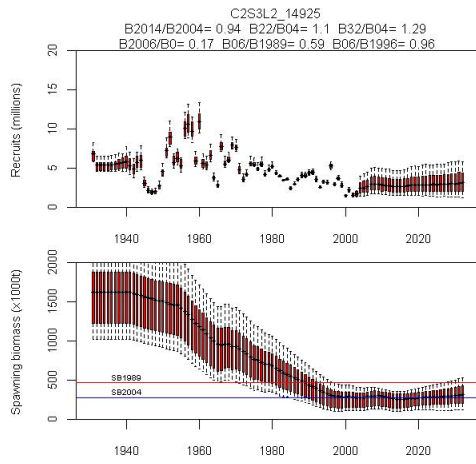 C2S3L2_14925
B2014/B2004= 0.94 B22/B04= 1.1 B32/B04= 1.29
B2006/B0= 0.17 B06/B1989= 0.59 B06/B1996= 0.96
Recruits (millions)
20
15
10
5
0
1940 1960 1980 2000 2020
Spawning biomass (x1000t)
2000
1500
1000
500
0
SB1989
SB2004
1940 1960 1980 2000 2020